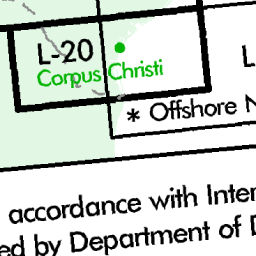 L-20
Corpus Christi
L
* Offshore N
accordance with Inter
ed by Department of D